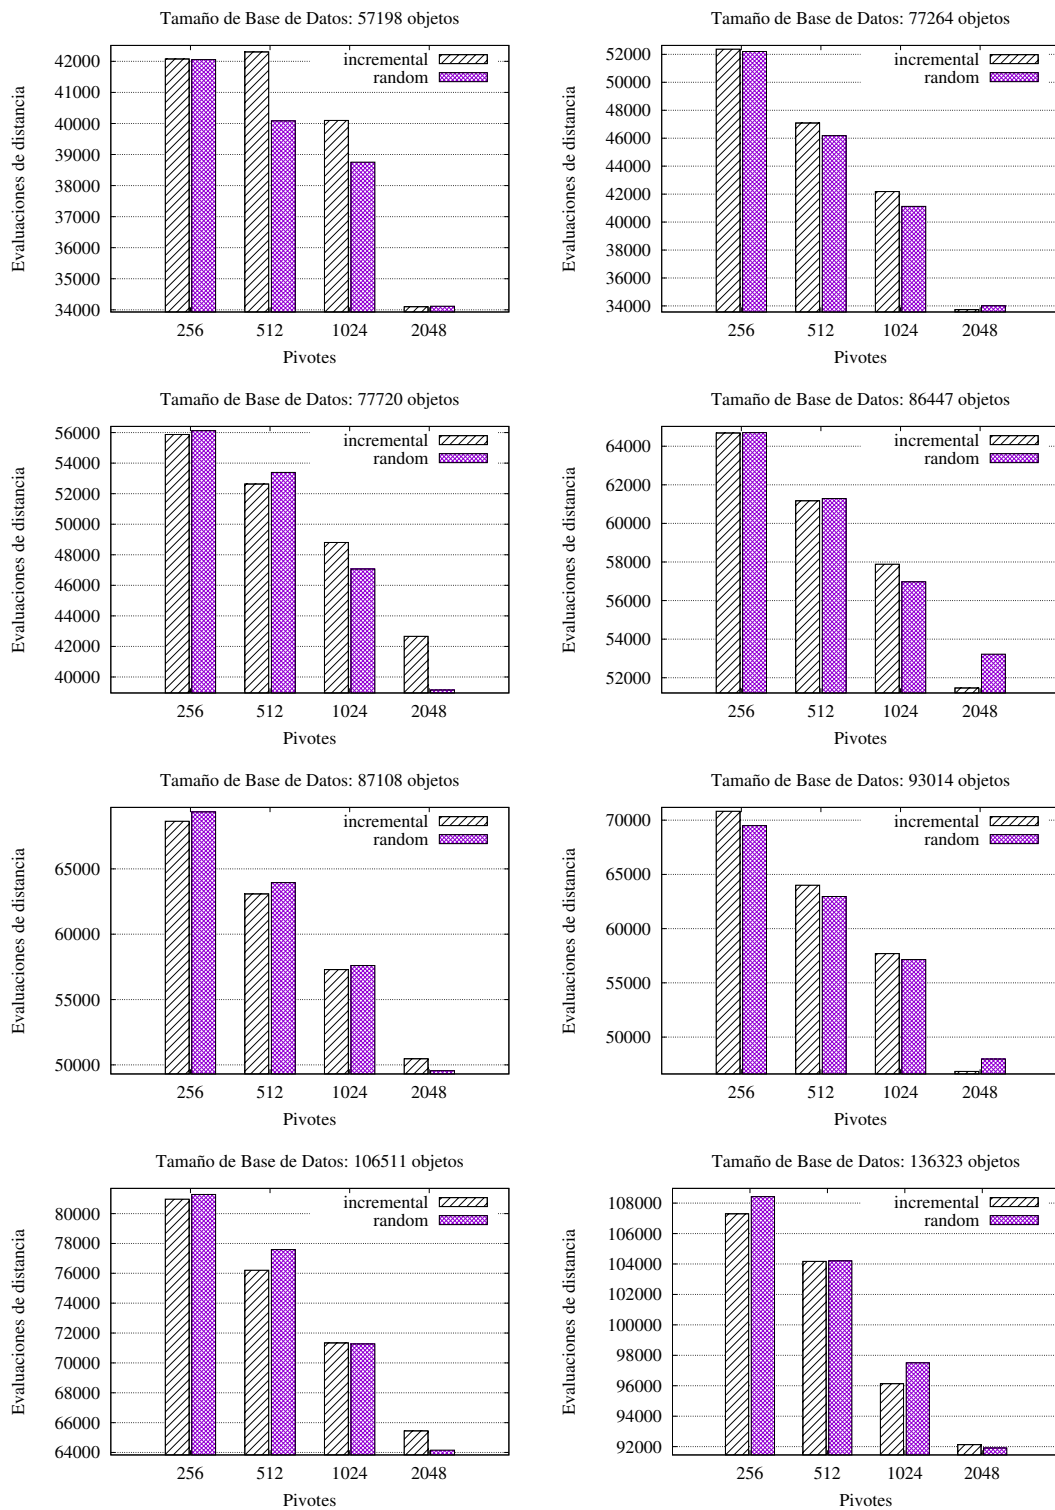 Tamaño de Base de Datos: 57198 objetos
Evaluaciones de distancia
42000
41000
40000
39000
38000
37000
36000
35000
34000
incremental
random
256 512 1024 2048
Pivotes
Tamaño de Base de Datos: 77264 objetos
Evaluaciones de distancia
52000
50000
48000
46000
44000
42000
40000
38000
36000
34000
incremental
random
256 512 1024 2048
Pivotes
Tamaño de Base de Datos: 77720 objetos
Evaluaciones de distancia
56000
54000
52000
50000
48000
46000
44000
42000
40000
incremental
random
256 512 1024 2048
Pivotes
Tamaño de Base de Datos: 86447 objetos
Evaluaciones de distancia
64000
62000
60000
58000
56000
54000
52000
incremental
random
256 512 1024 2048
Pivotes
Tamaño de Base de Datos: 87108 objetos
Evaluaciones de distancia
65000
60000
55000
50000
incremental
random
256 512 1024 2048
Pivotes
Tamaño de Base de Datos: 93014 objetos
Evaluaciones de distancia
70000
65000
60000
55000
50000
incremental
random
256 512 1024 2048
Pivotes
Tamaño de Base de Datos: 106511 objetos
Evaluaciones de distancia
80000
78000
76000
74000
72000
70000
68000
66000
64000
incremental
random
256 512 1024 2048
Pivotes
Tamaño de Base de Datos: 136323 objetos
Evaluaciones de distancia
108000
106000
104000
102000
100000
98000
96000
94000
92000
incremental
random
256 512 1024 2048
Pivotes